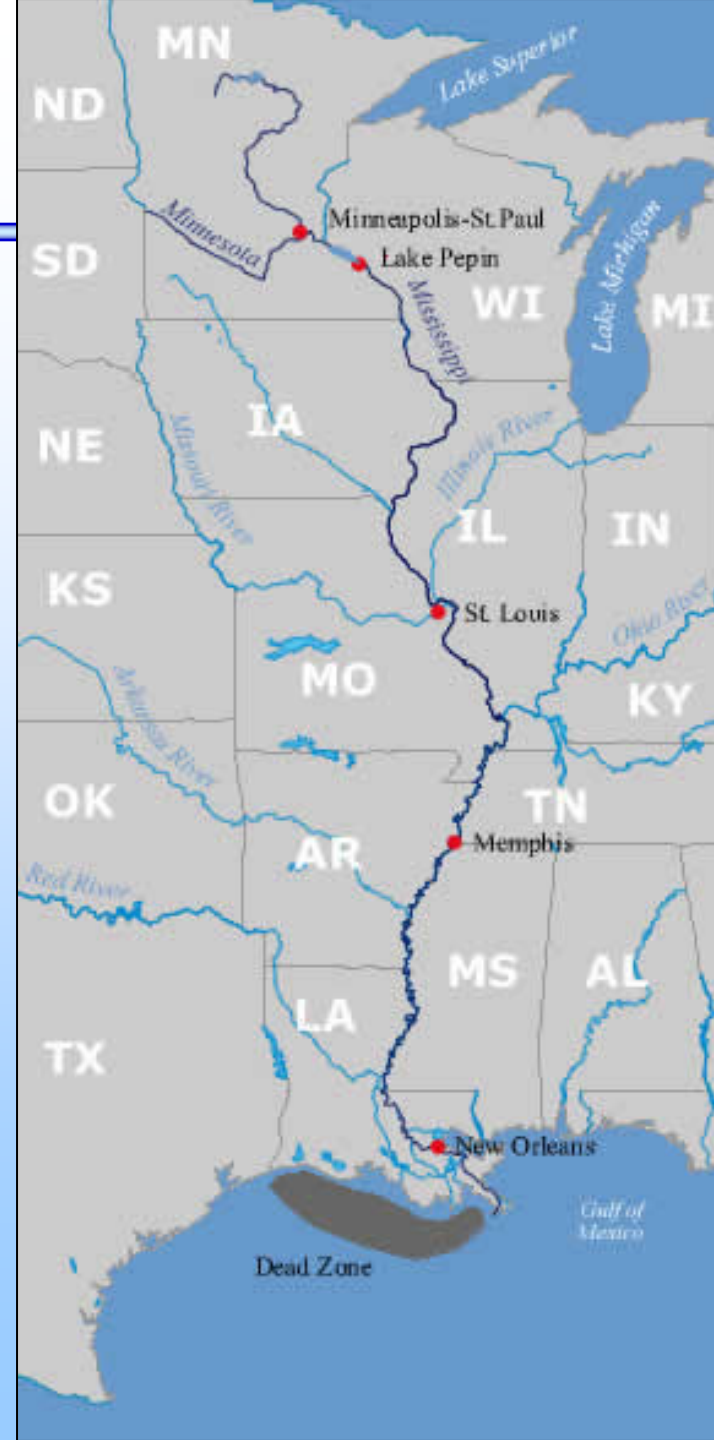 MN
Lake Superior
ND
Minnesota
Minneapolis-St. Paul
SD
Lake Pepin
Lake Michigan
WI
MI
Mississippi
IA
NE
Missouri River
Illinois River
IL
IN
KS
St. Louis
Ohio River
MO
KY
Arkansas River
OK
TN
AR
Memphis
Red River
MS
AL
LA
TX
New Orleans
Gulf of
Mexico
Dead Zone